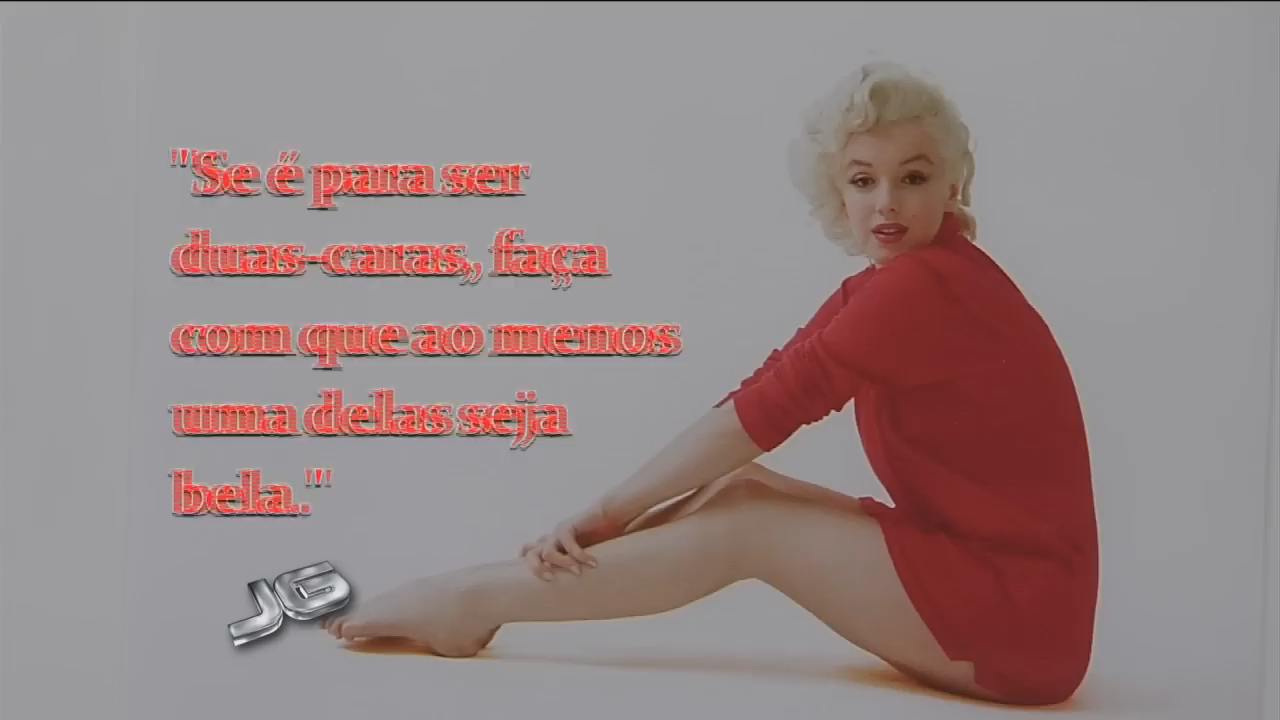 "Se é para ser
duas-caras, faça
com que ao menos
uma delas seja
bela."
JG